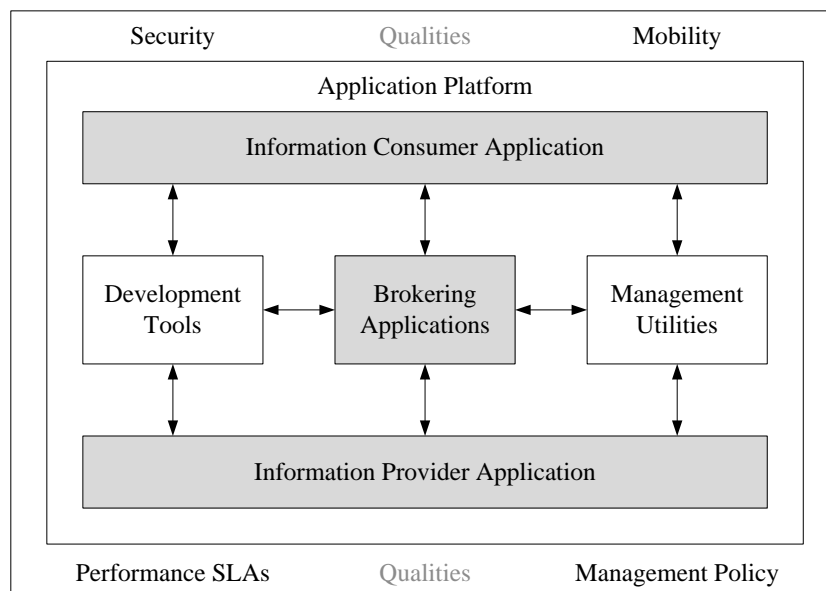 Security Qualities Mobility
Application Platform
Information Consumer Application
Development Tools
Brokering Applications
Management Utilities
Information Provider Application
Performance SLAs Qualities Management Policy